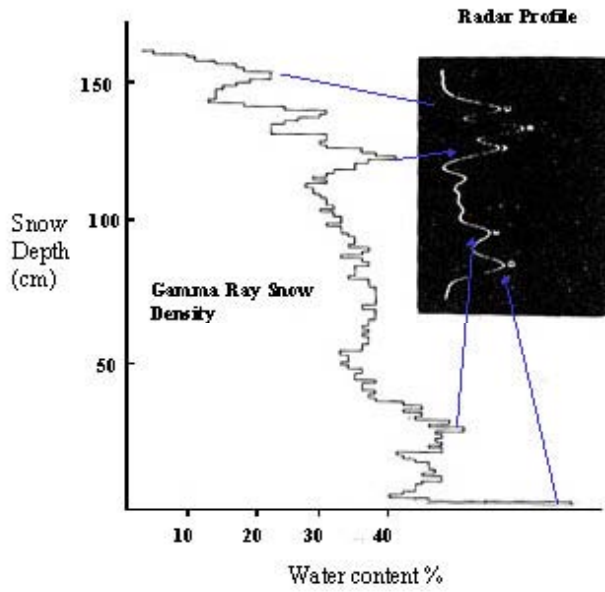 Radar Profile
150
100
50
Snow
Depth
(cm)
Gamma Ray Snow
Density
10 20 30 40
Water content %